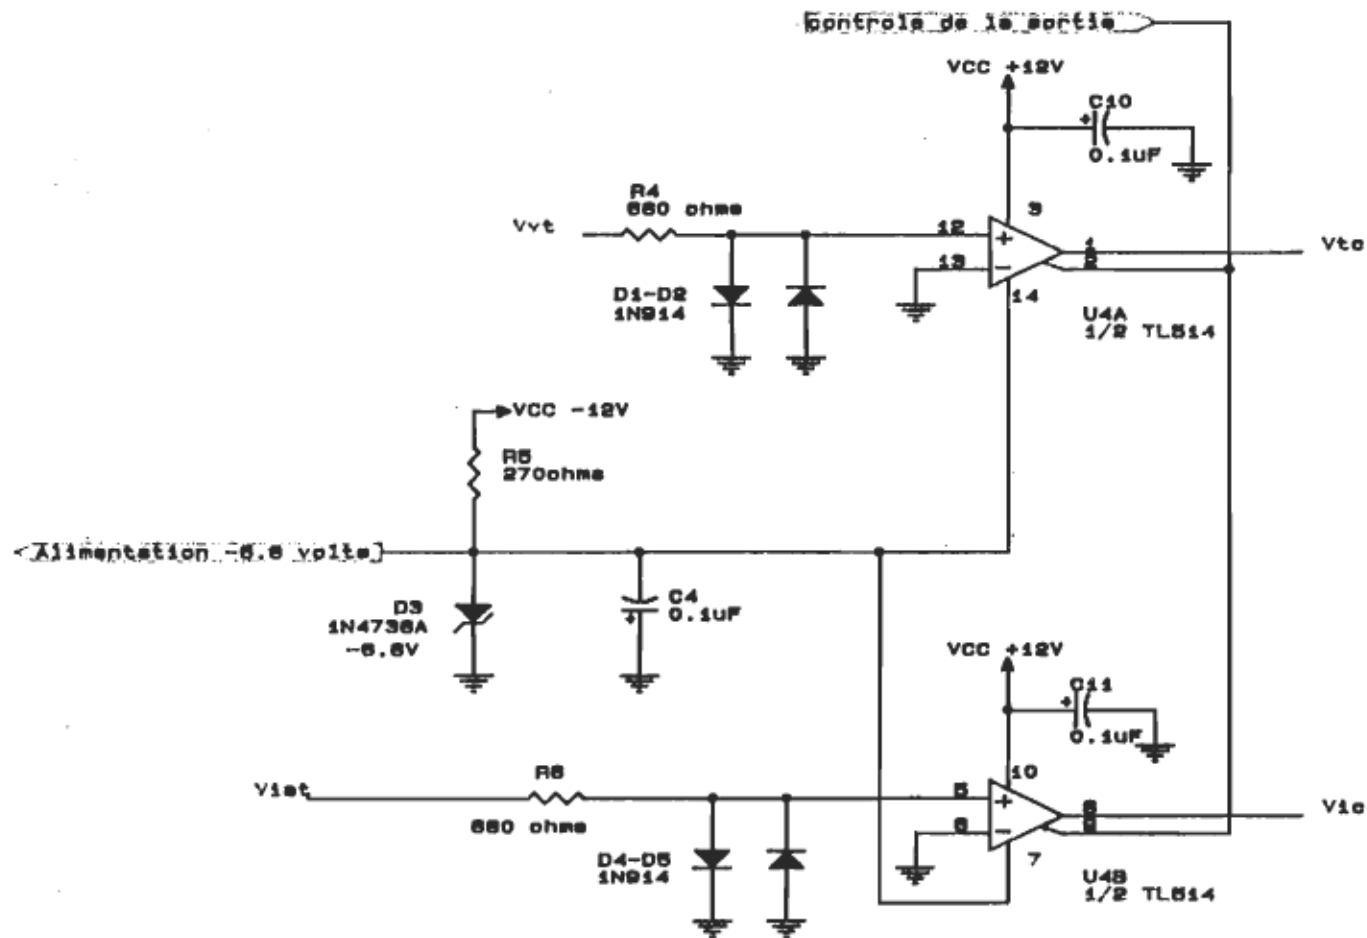 controle de la sortie
VCC +12V
C10
+
0.1uF
R4
680 ohms
Vvt
12
3
+
1
Vtc
13
-
14
D1-D2
1N914
U4A
1/2 TL514
VCC -12V
R5
270ohms
Alimentation -6.8 volts
D3
1N4736A
-6.8V
C4
+
0.1uF
VCC +12V
C11
+
0.1uF
R6
10
Vist
5
+
Vic
680 ohms
6
-
7
D4-D5
1N914
U4B
1/2 TL514